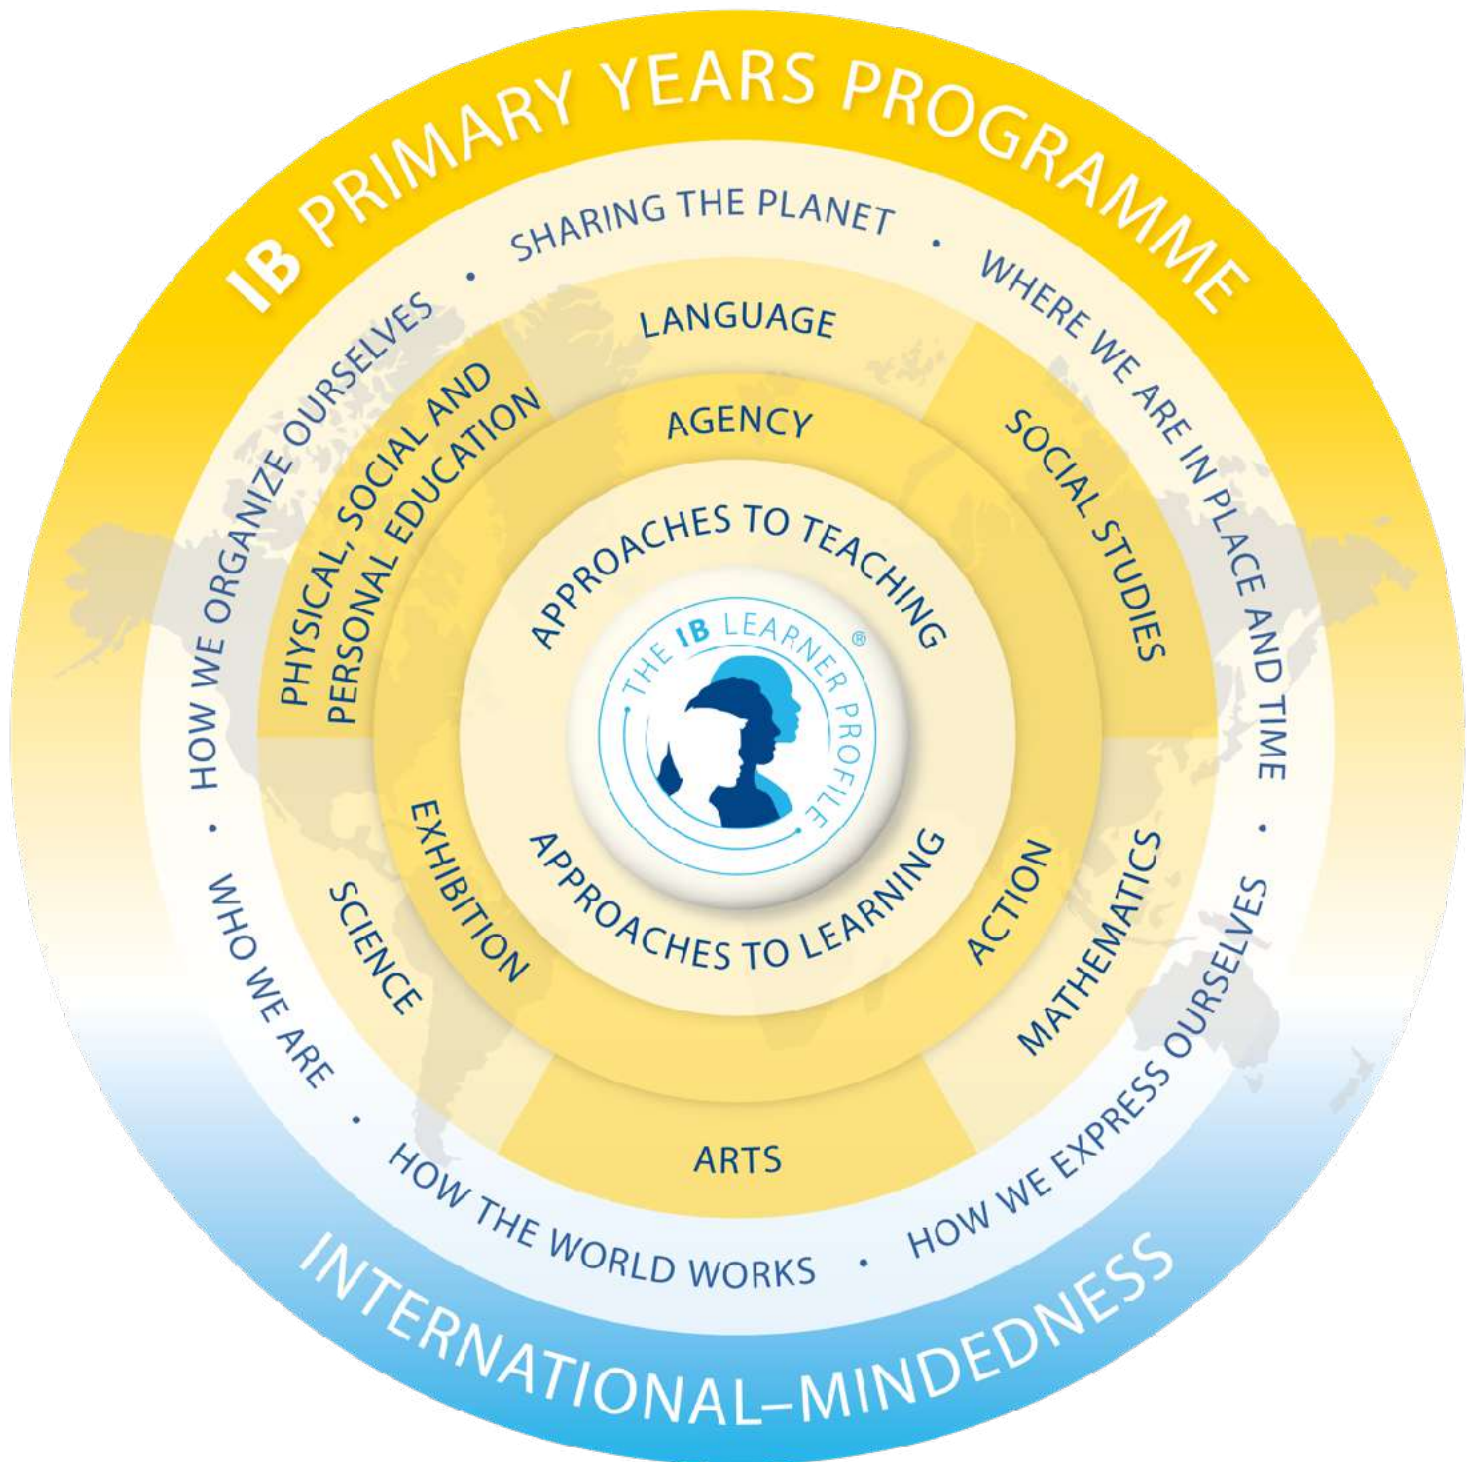 IB PRIMARY YEARS PROGRAMME
SHARING THE PLANET
•
WHERE WE ARE IN PLACE AND TIME
•
HOW WE EXPRESS OURSELVES
•
HOW THE WORLD WORKS
•
WHO WE ARE
•
HOW WE ORGANIZE OURSELVES
•
LANGUAGE
SOCIAL STUDIES
MATHEMATICS
ARTS
SCIENCE
PHYSICAL, SOCIAL AND
PERSONAL EDUCATION
AGENCY
ACTION
EXHIBITION
APPROACHES TO TEACHING
APPROACHES TO LEARNING
• THE IB LEARNER PROFILE • ®
INTERNATIONAL–MINDEDNESS